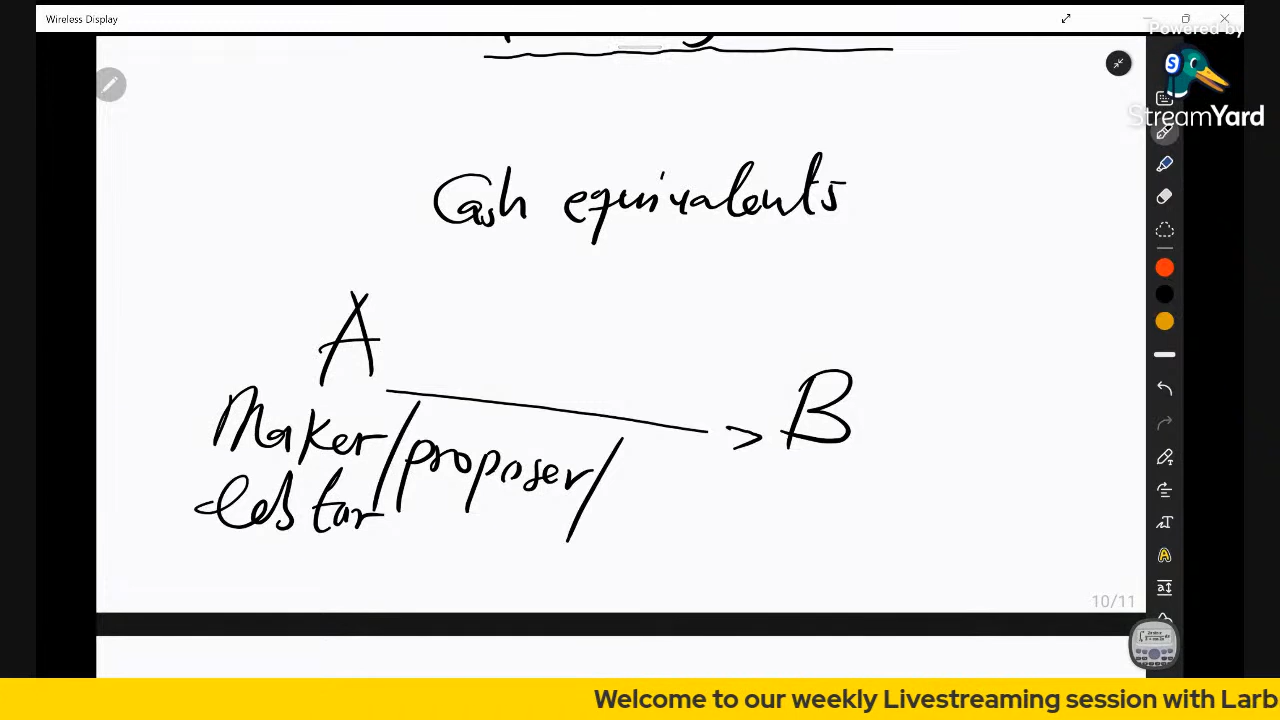 Wireless Display
Powered by
StreamYard
Cash equivalents
A
B
Maker/proposer/
10/11
Welcome to our weekly Livestreaming session with Larb